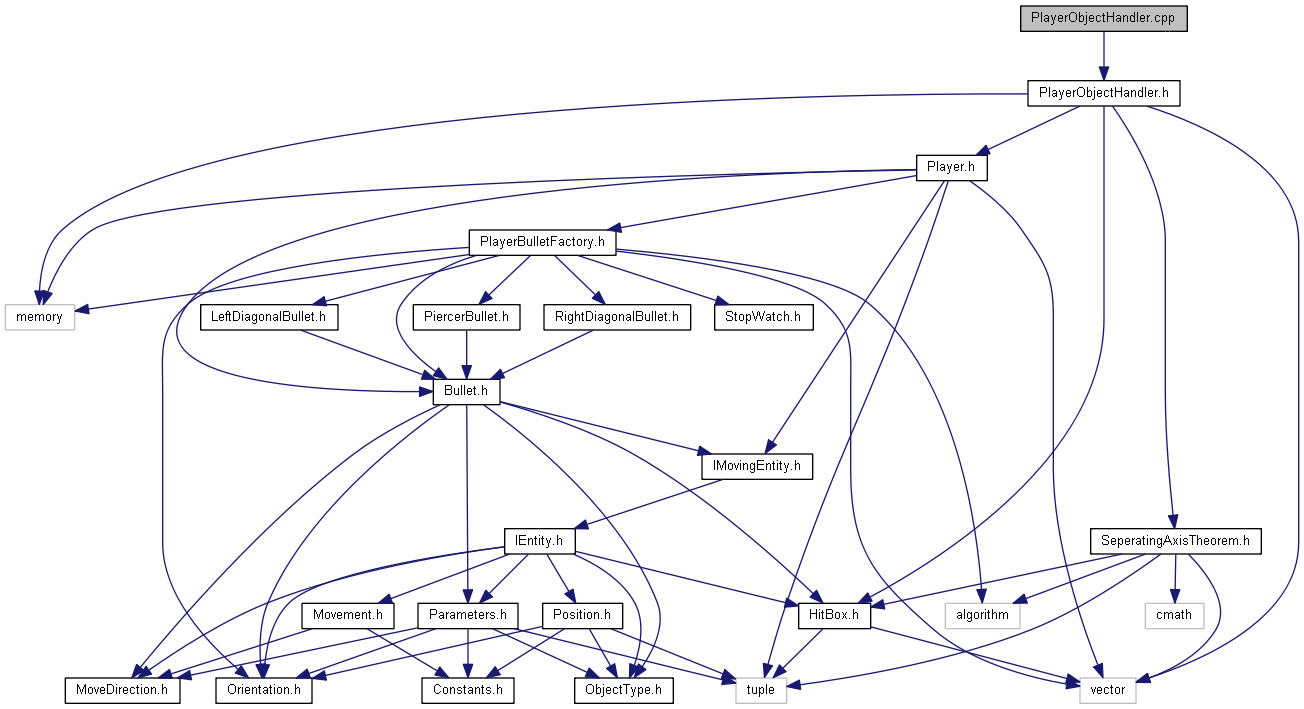 PlayerObjectHandler.cpp
PlayerObjectHandler.h
Player.h
PlayerBulletFactory.h
memory
LeftDiagonalBullet.h
PiercerBullet.h
RightDiagonalBullet.h
StopWatch.h
Bullet.h
IMovingEntity.h
IEntity.h
SeperatingAxisTheorem.h
Movement.h
Parameters.h
Position.h
HitBox.h
algorithm
cmath
MoveDirection.h
Orientation.h
Constants.h
ObjectType.h
tuple
vector